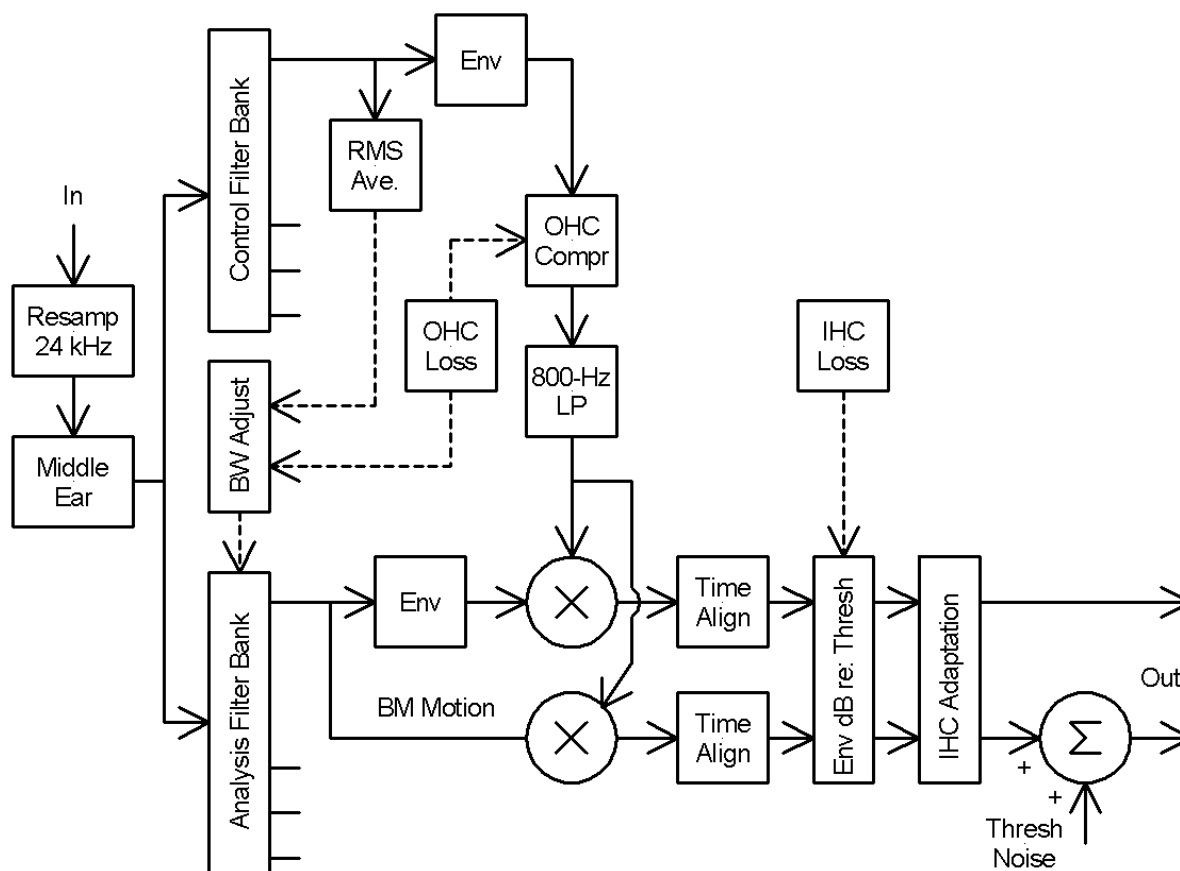 In
Resamp
24 kHz
Middle
Ear
Control Filter Bank
BW Adjust
Analysis Filter Bank
Env
RMS
Ave.
OHC
Compr
OHC
Loss
800-Hz
LP
IHC
Loss
Env
BM Motion
×
×
Time
Align
Time
Align
Env dB re: Thresh
IHC Adaptation
Out
Σ
+
+
Thresh
Noise